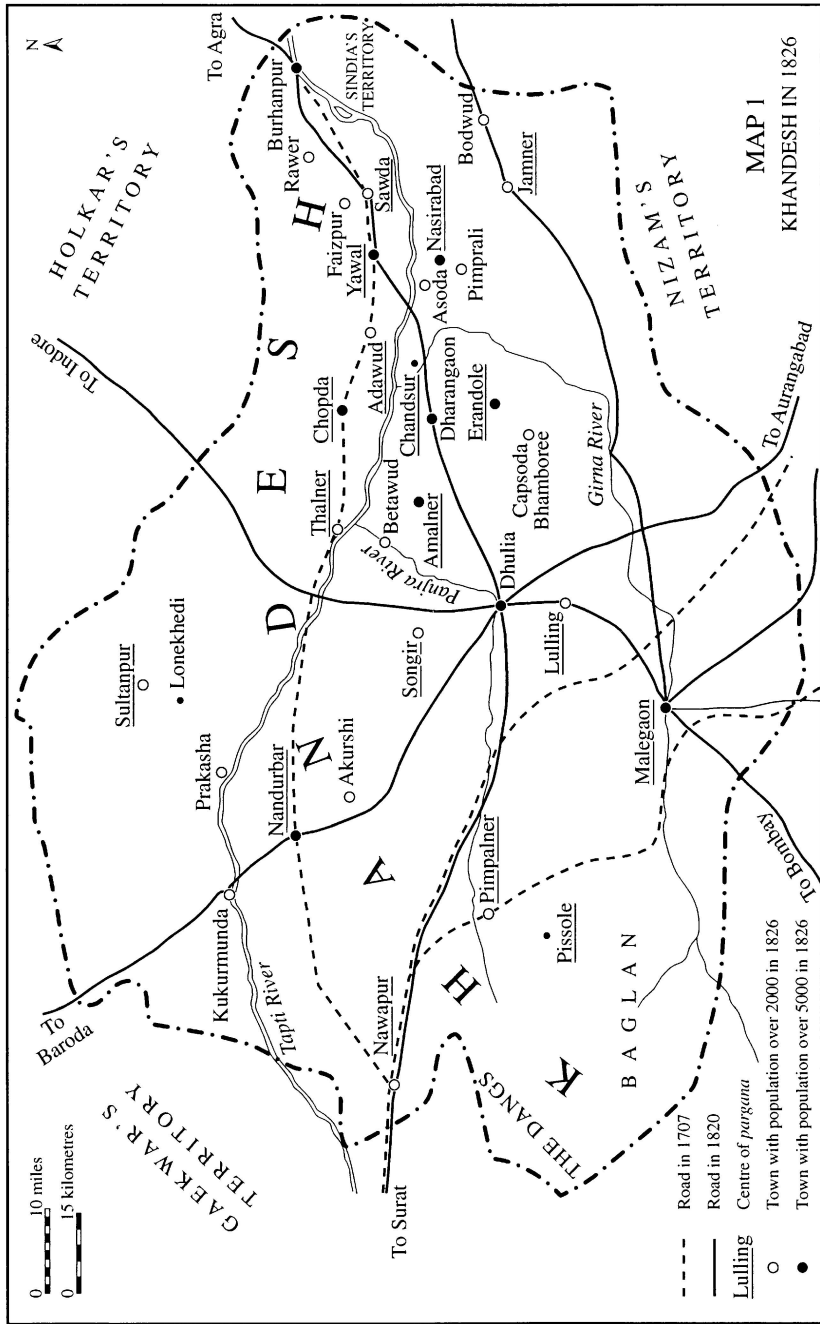 N
0 10 miles
0 15 kilometres
GAEKWAR'S
TERRITORY
HOLKAR'S
TERRITORY
To Baroda
To Indore
To Agra
Burhanpur
SINDIA'S
TERRITORY
Rawer
Sawda
Faizpur
Yawal
Nasirabad
Asoda
Pimprali
Bodwud
Jamner
NIZAM'S
TERRITORY
Adawud
Chopda
Chandsur
Dharangaon
Erandole
Thalner
Betawud
Amalner
Capsoda
Bhamboree
Girna River
Panjra River
Dhulia
Songir
Lulling
Sultanpur
Lonekhedi
Prakasha
Nandurbar
Akurshi
Kukurmunda
Tapti River
Nawapur
Pimpalner
Pissole
Malegaon
To Surat
To Bombay
To Aurangabad
THE DANGS
BAGLAN
KHANDESH
Road in 1707
Road in 1820
Lulling Centre of pargana
Town with population over 2000 in 1826
Town with population over 5000 in 1826
MAP 1
KHANDESH IN 1826